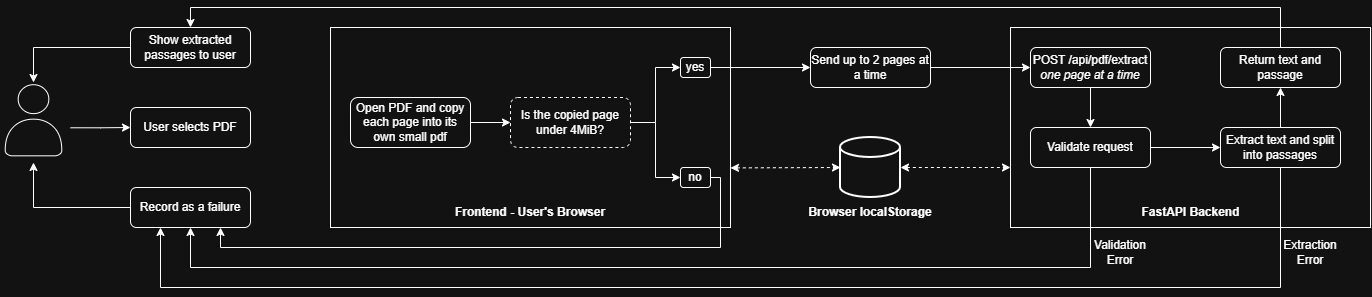 Show extracted
passages to user
User selects PDF
Record as a failure
Open PDF and copy
each page into its
own small pdf
Is the copied page
under 4MiB?
yes
no
Frontend - User's Browser
Send up to 2 pages at
a time
Browser localStorage
POST /api/pdf/extract
one page at a time
Validate request
Return text and
passage
Extract text and split
into passages
FastAPI Backend
Validation
Error
Extraction
Error